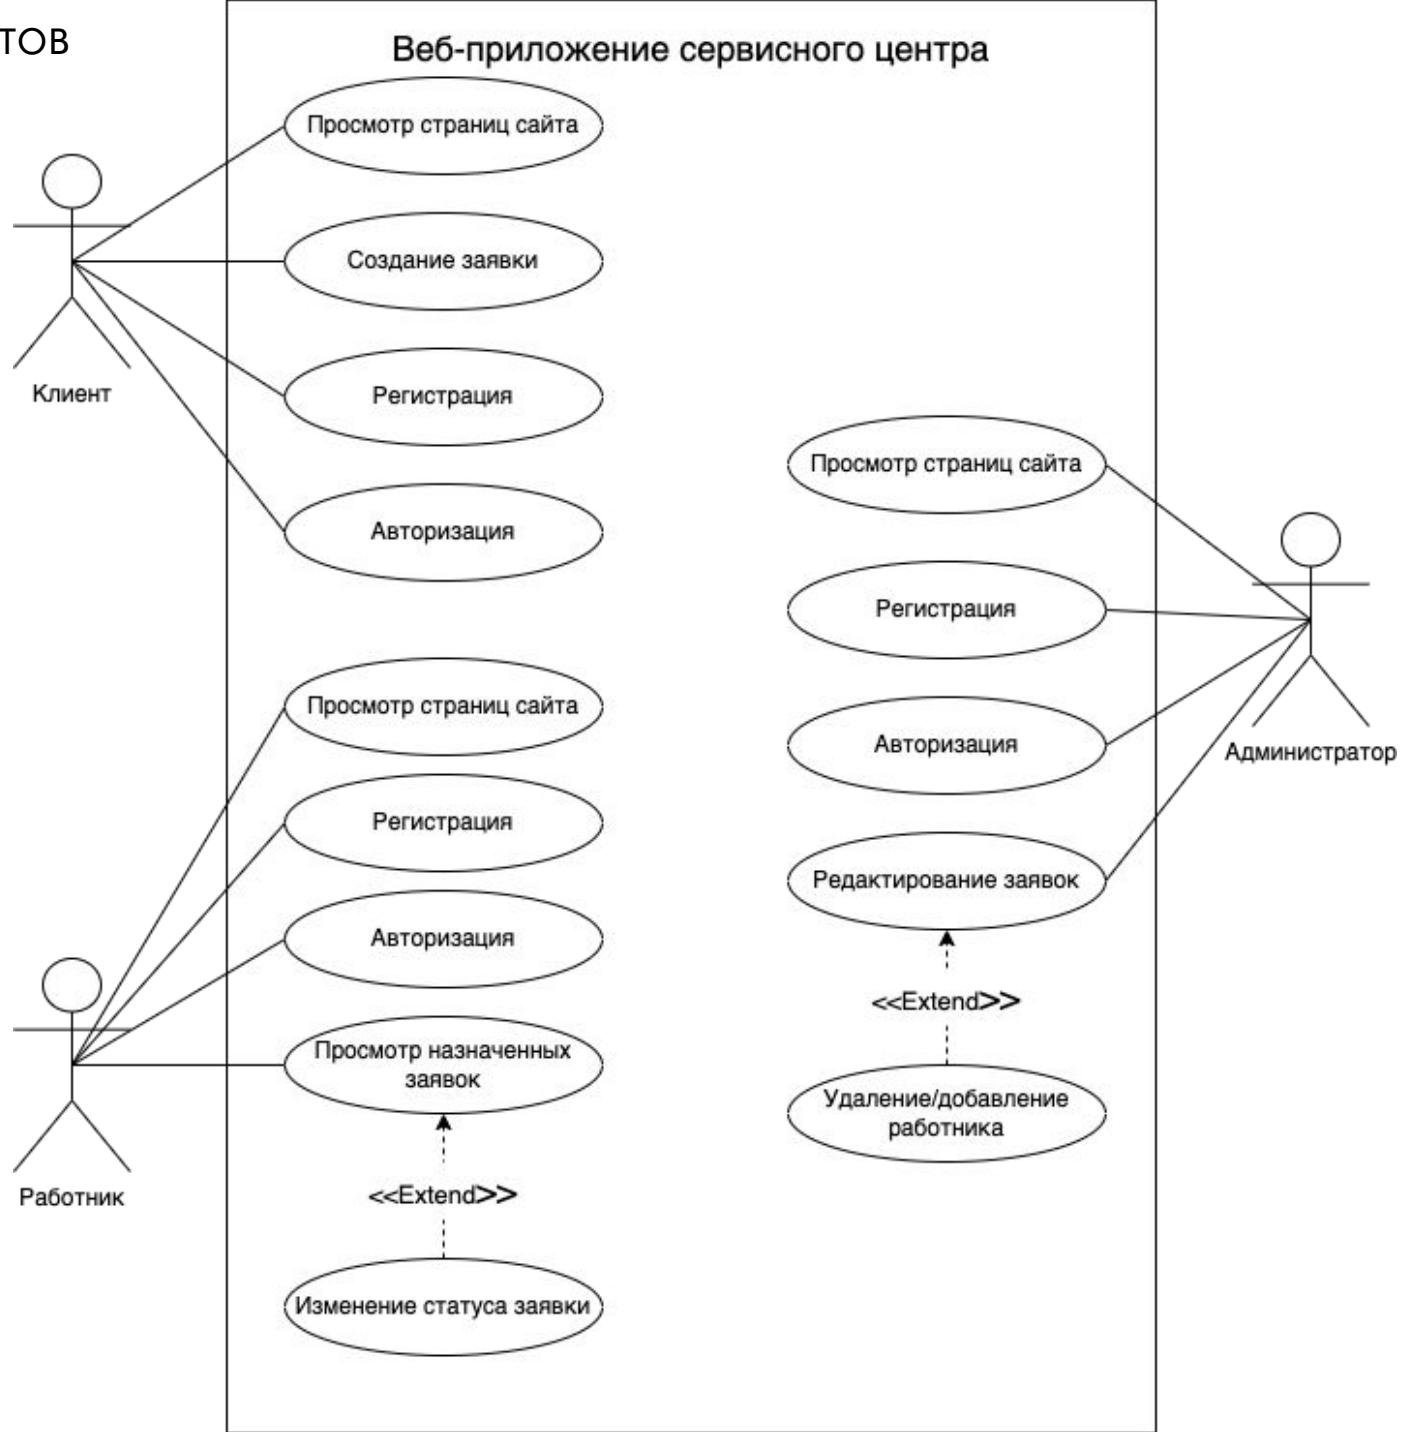 ТОВ
Веб-приложение сервисного центра
Просмотр страниц сайта
Создание заявки
Регистрация
Авторизация
Клиент
Просмотр страниц сайта
Регистрация
Авторизация
Просмотр назначенных
заявок
<<Extend>>
Изменение статуса заявки
Работник
Просмотр страниц сайта
Регистрация
Авторизация
Редактирование заявок
<<Extend>>
Удаление/добавление
работника
Администратор